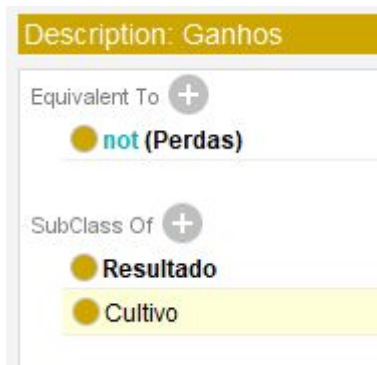 Description: Ganhos
Equivalent To
not (Perdas)
SubClass Of
Resultado
Cultivo